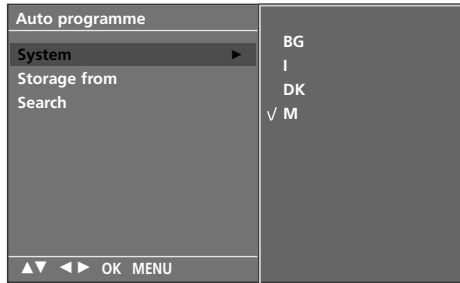 Auto programme
System ►
Storage from
Search
▲▼ ◄► OK MENU
BG
I
DK
√ M